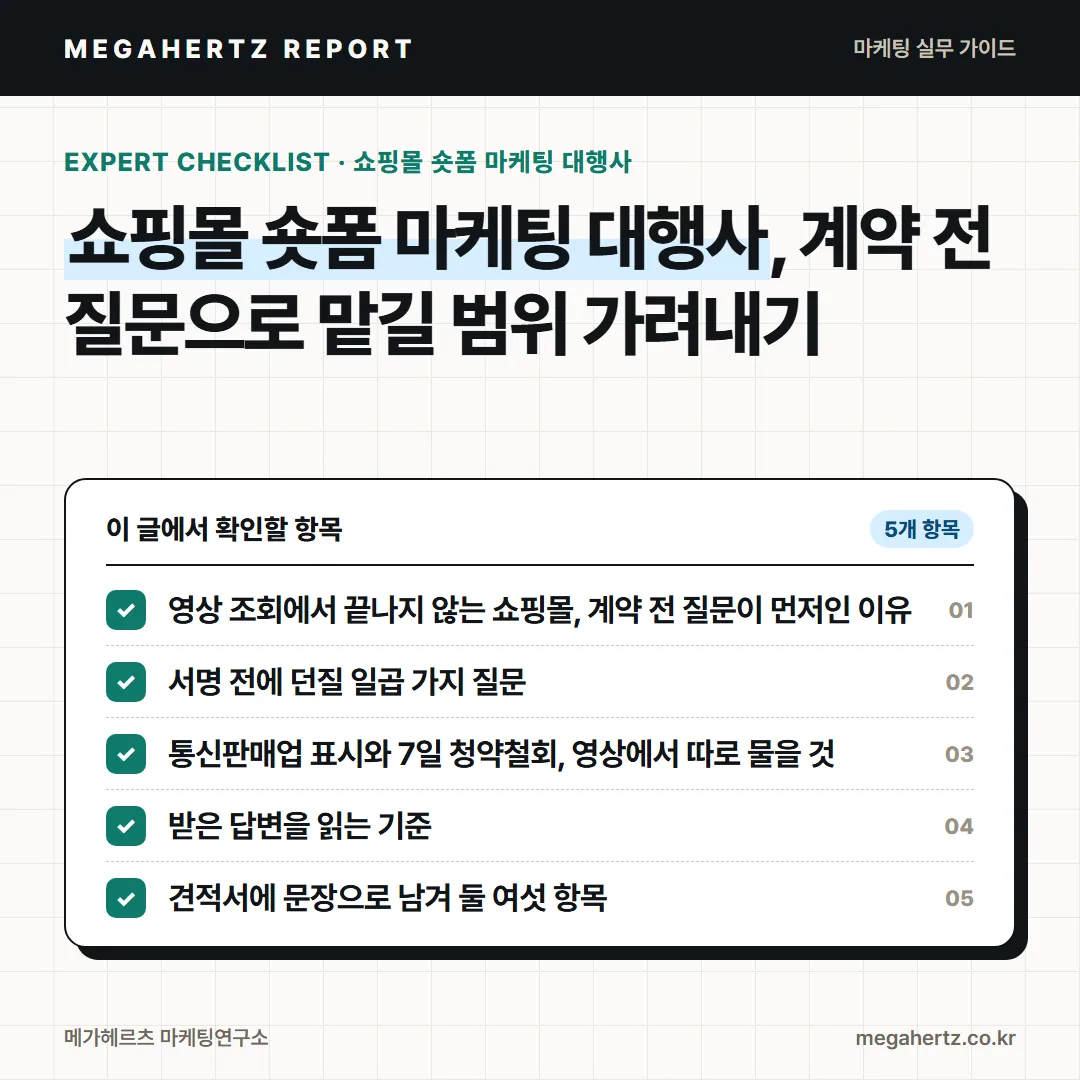 MEGAHERTZ REPORT
마케팅 실무 가이드
EXPERT CHECKLIST · 쇼핑몰 숏폼 마케팅 대행사
쇼핑몰 숏폼 마케팅 대행사, 계약 전
질문으로 맡길 범위 가려내기
이 글에서 확인할 항목
5개 항목
영상 조회에서 끝나지 않는 쇼핑몰, 계약 전 질문이 먼저인 이유 01
서명 전에 던질 일곱 가지 질문 02
통신판매업 표시와 7일 청약철회, 영상에서 따로 물을 것 03
받은 답변을 읽는 기준 04
견적서에 문장으로 남겨 둘 여섯 항목 05
메가헤르츠 마케팅연구소
megahertz.co.kr